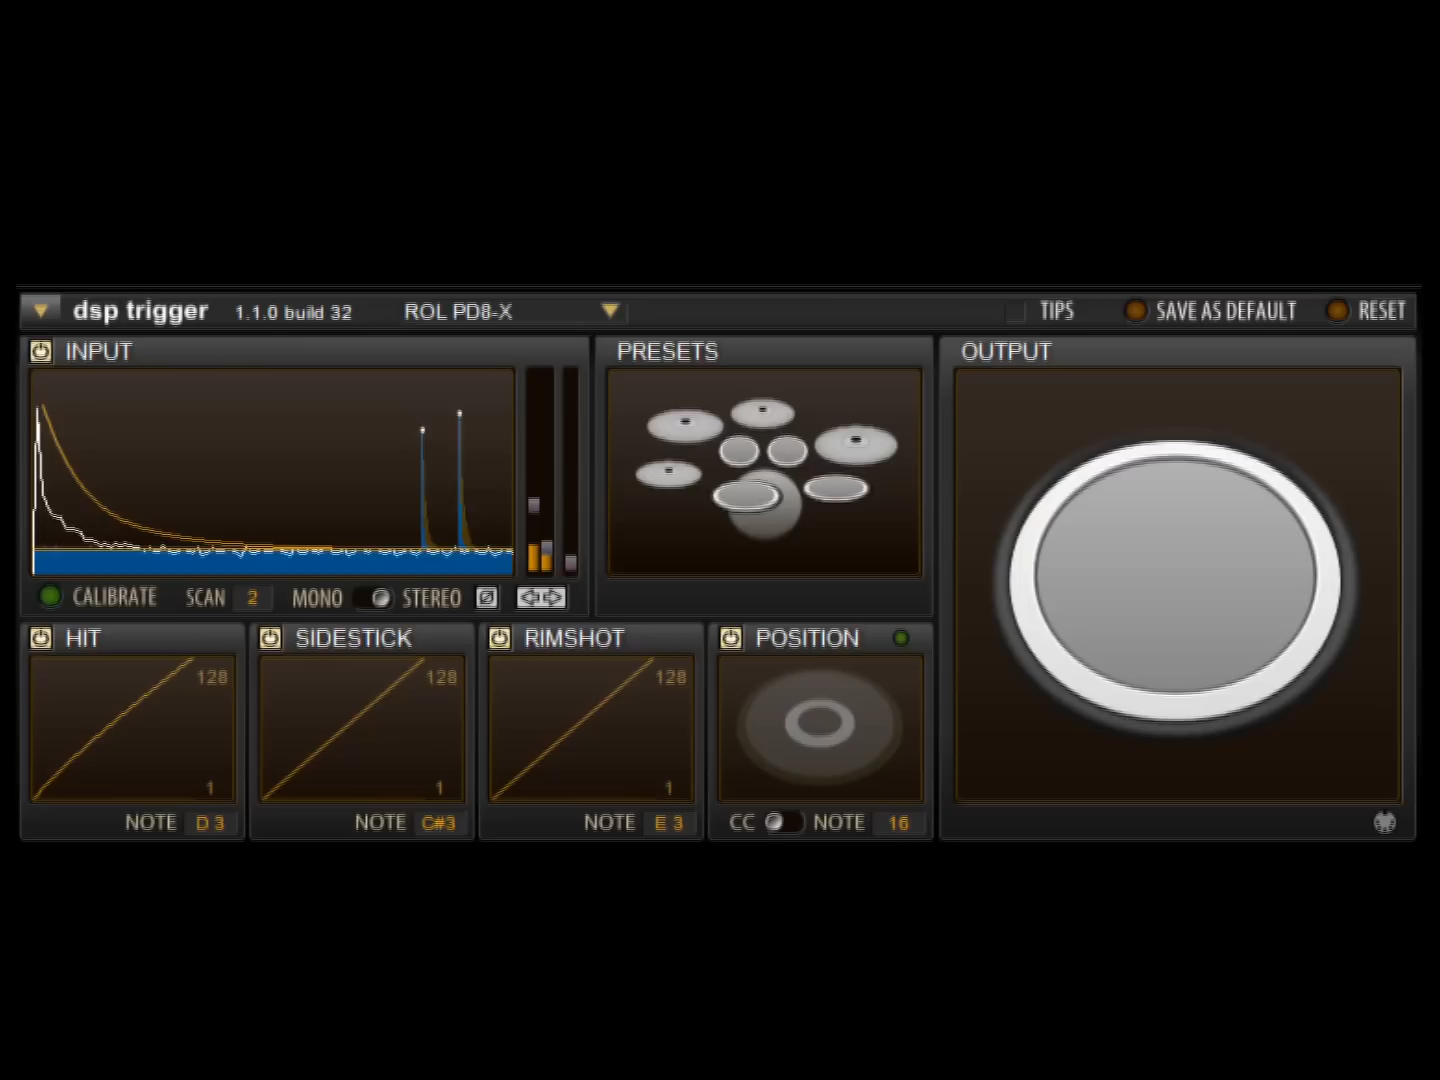 dsp trigger 1.1.0 build 32 ROL PD8-X TIPS SAVE AS DEFAULT RESET
INPUT PRESETS OUTPUT
CALIBRATE SCAN 2 MONO STEREO
HIT SIDESTICK RIMSHOT POSITION
128 128 128
1 1 1
NOTE D 3 NOTE C#3 NOTE E 3 CC NOTE 16